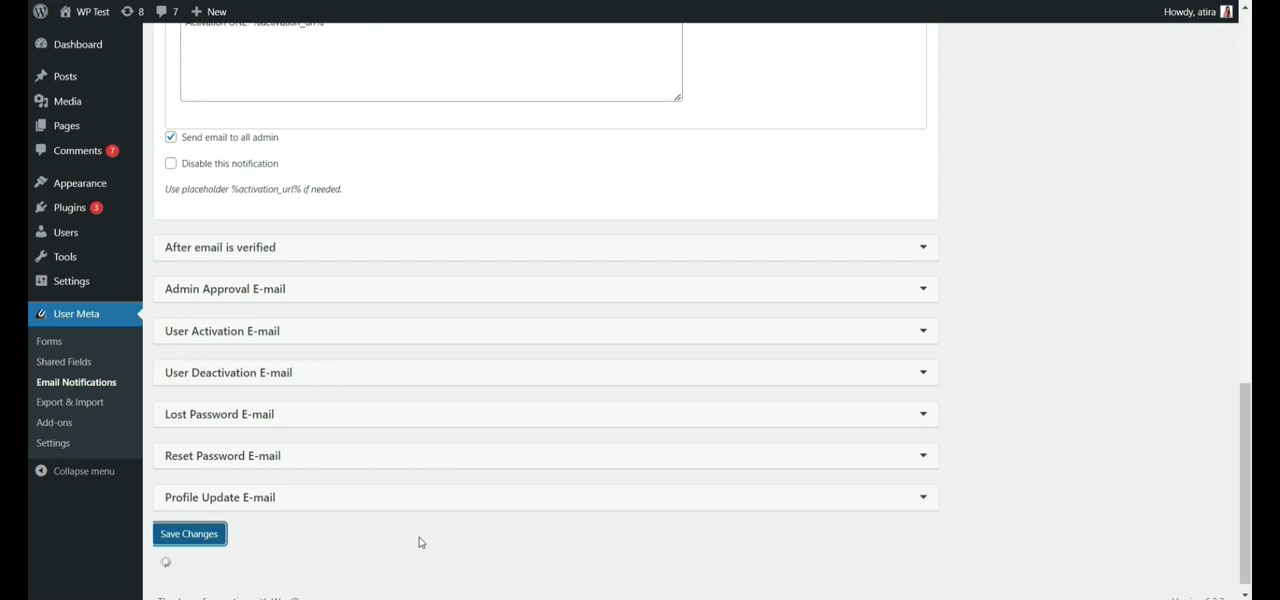 WP Test 8 7 New Howdy, atira
Activation URL: %activation_url%
Dashboard
Posts
Media
Pages
Comments 7
Appearance
Plugins 3
Users
Tools
Settings
User Meta
Forms
Shared Fields
Email Notifications
Export & Import
Add-ons
Settings
Collapse menu
Send email to all admin
Disable this notification
Use placeholder %activation_url% if needed.
After email is verified
Admin Approval E-mail
User Activation E-mail
User Deactivation E-mail
Lost Password E-mail
Reset Password E-mail
Profile Update E-mail
Save Changes